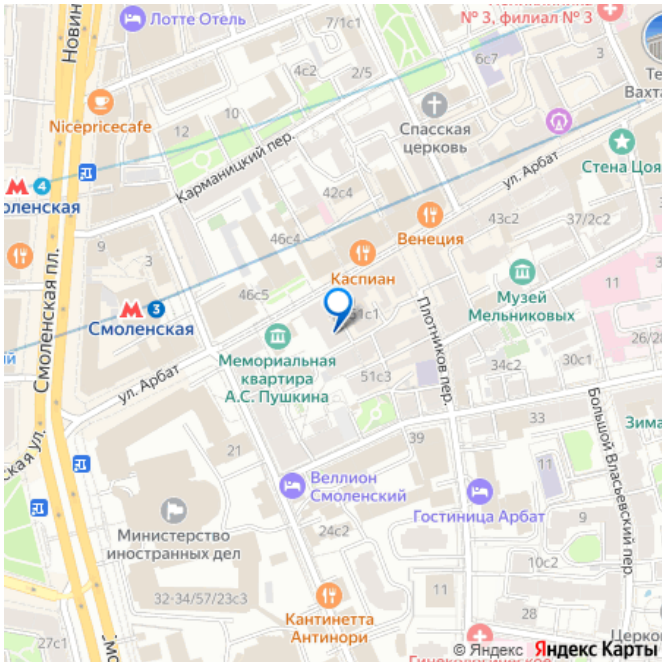 № 3, филиал № 3
7/1с1
Лотте Отель
Новин
4с2
2/5
6с7
Те
Вахта
Nicepricecafe
10
12
Спасская
церковь
Карманицкий пер.
Стена Цоя
ул. Арбат
4
моленская
42с4
Венеция
43с2
37/2с2
9
3
46с4
Каспиан
Смоленская пл.
46с5
Музей
Мельниковых
3
Смоленская
51с1
Плотников пер.
26/28
Мемориальная
квартира
А.С. Пушкина
34с2
30с1
51с3
ул. Арбат
33
Большой Власьевский пер.
Зима
ская ул.
21
39
11
Веллион
Смоленский
Гостиница Арбат
9
Министерство
иностранных дел
24с2
10с2
32-34/57/23с3
11
Кантинетта
Антинори
28
27с1
Церковь
© Яндекс Яндекс Карты